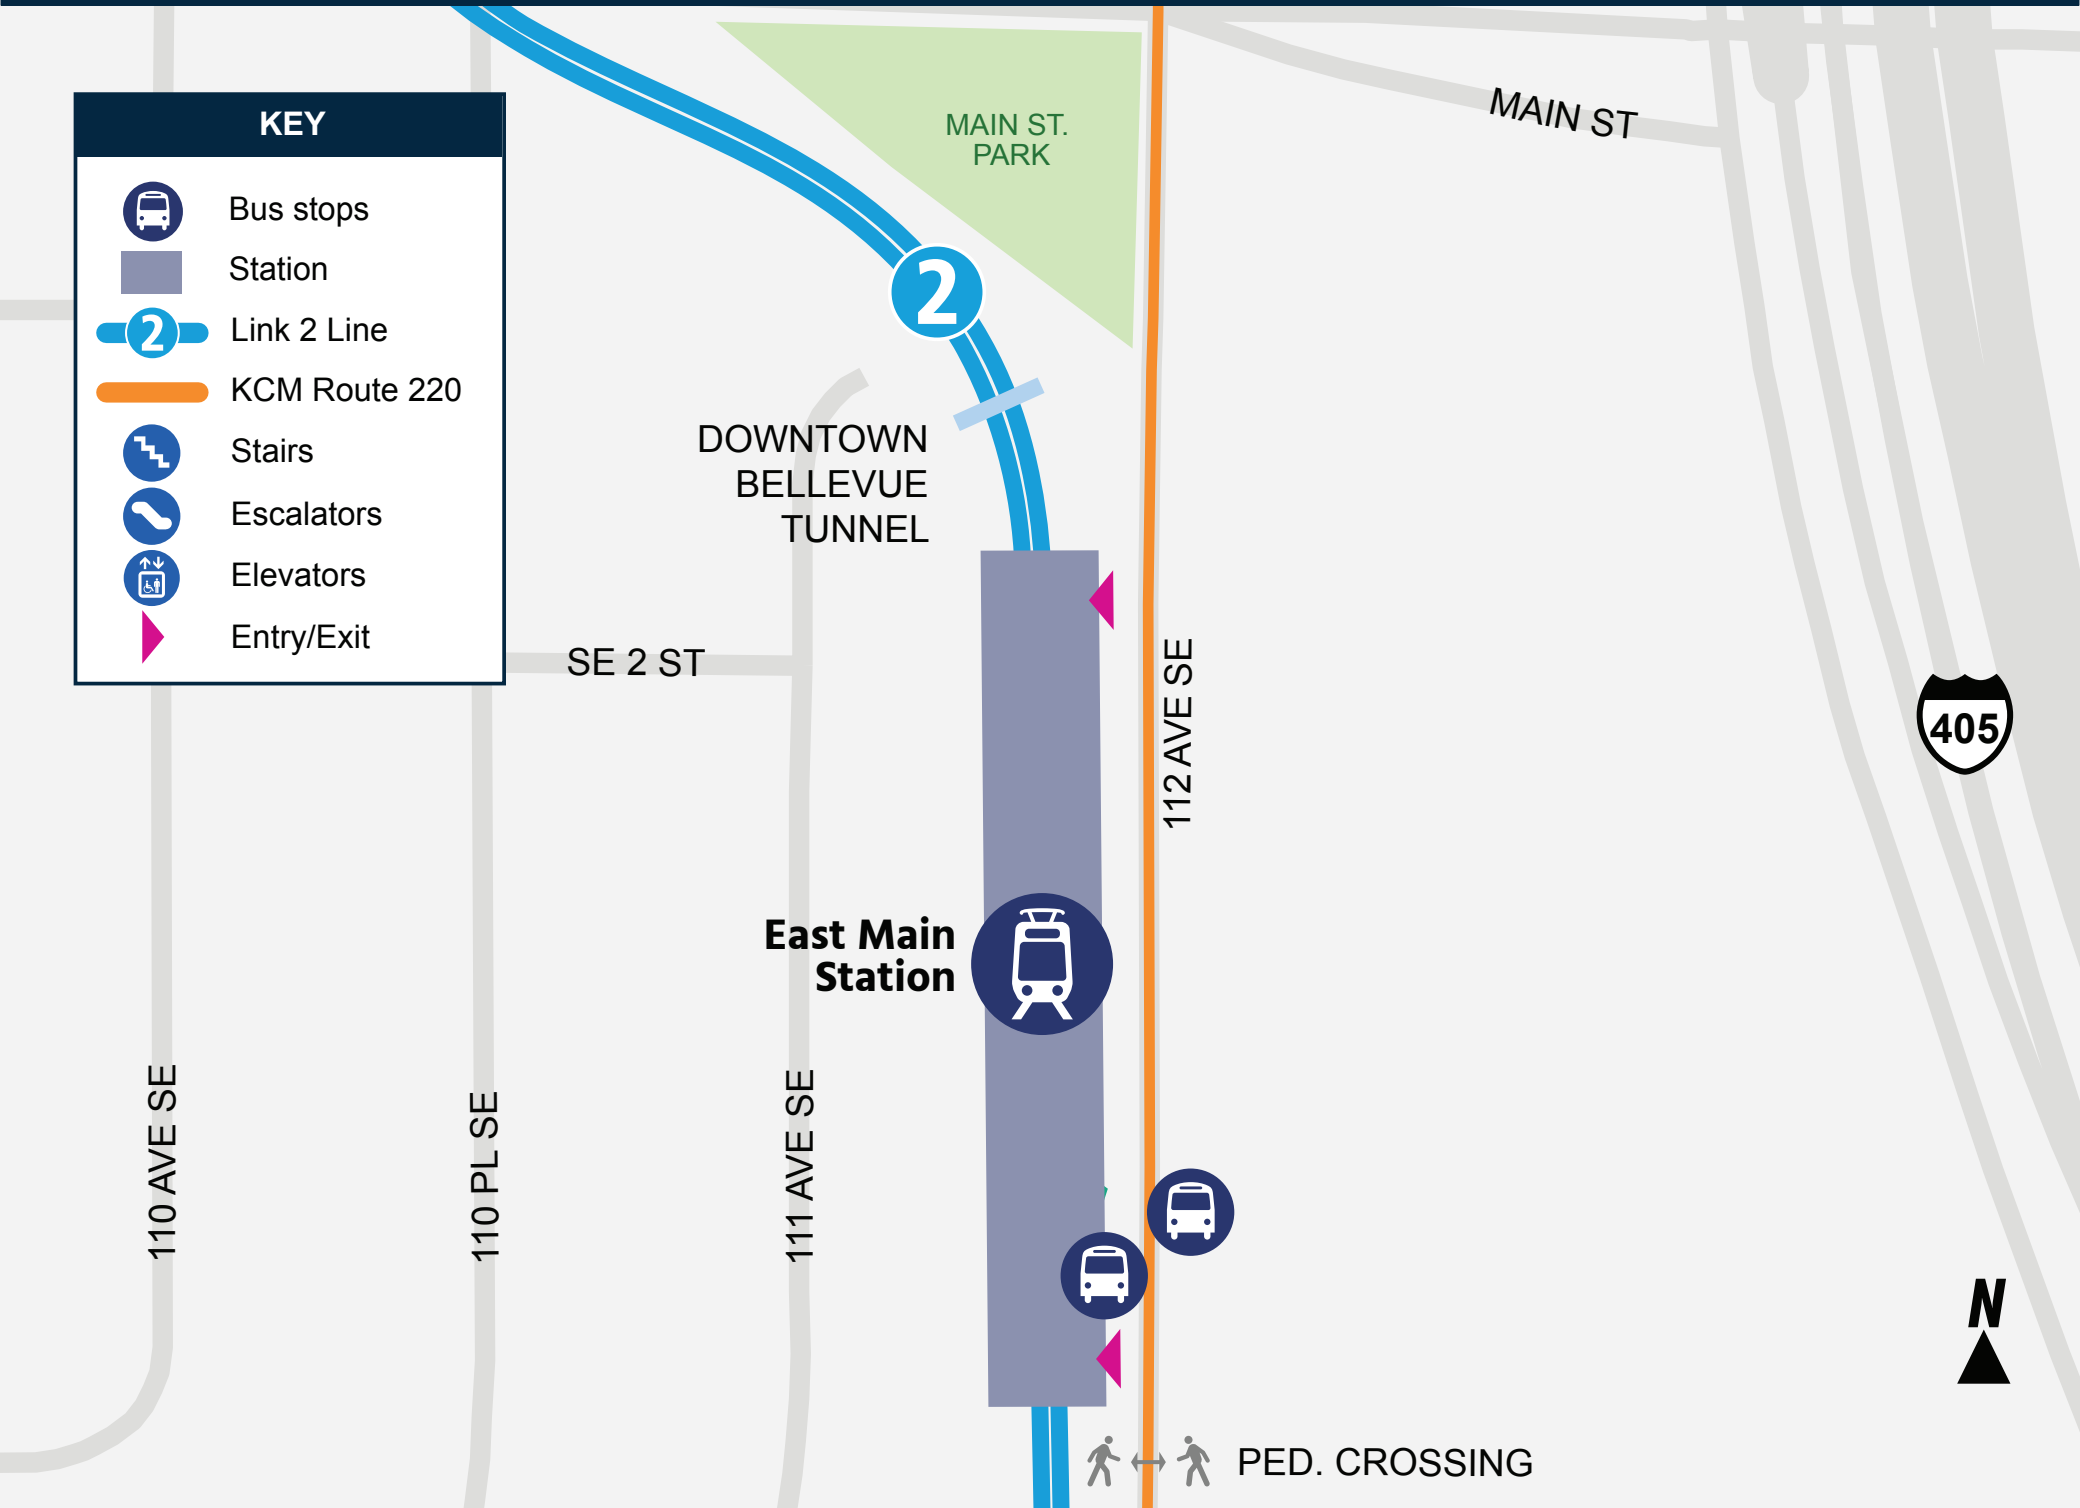 KEY
Bus stops
Station
2
Link 2 Line
KCM Route 220
Stairs
Escalators
Elevators
Entry/Exit
MAIN ST.
PARK
MAIN ST
2
DOWNTOWN
BELLEVUE
TUNNEL
SE 2 ST
112 AVE SE
405
East Main
Station
110 AVE SE
110 PL SE
111 AVE SE
N
PED. CROSSING